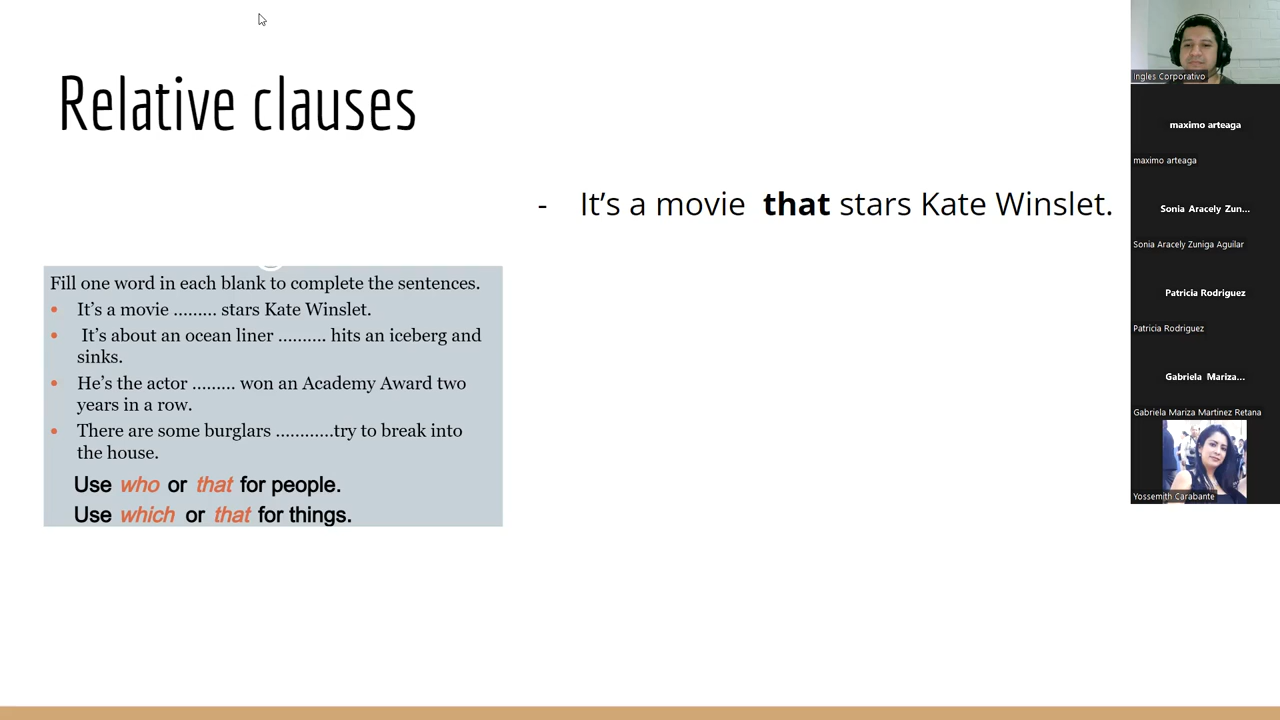 Relative clauses
- It's a movie that stars Kate Winslet.
Fill one word in each blank to complete the sentences.
• It's a movie ......... stars Kate Winslet.
• It's about an ocean liner .......... hits an iceberg and
sinks.
• He's the actor ......... won an Academy Award two
years in a row.
• There are some burglars ............try to break into
the house.
Use who or that for people.
Use which or that for things.
Ingles Corporativo
maximo arteaga
maximo arteaga
Sonia Aracely Zun...
Sonia Aracely Zuniga Aguilar
Patricia Rodriguez
Patricia Rodriguez
Gabriela Mariza...
Gabriela Mariza Martinez Retana
Yossemith Carabante